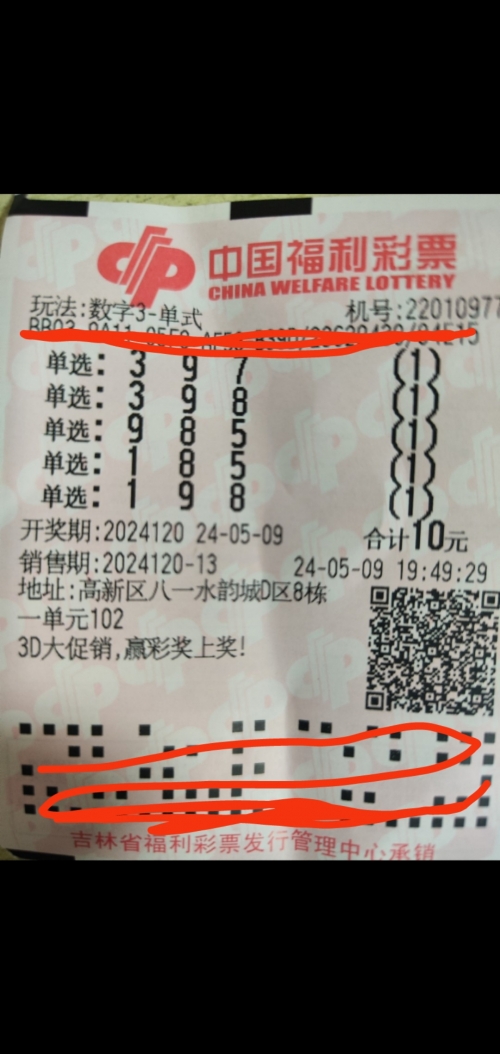 中国福利彩票
CHINA WELFARE LOTTERY
玩法:数字3-单式
机号:22010977
单选: 3 9 7 (1)
单选: 3 9 8 (1)
单选: 9 8 5 (1)
单选: 1 8 5 (1)
单选: 1 9 8 (1)
开奖期:2024120 24-05-09 合计10元
销售期:2024120-13 24-05-09 19:49:29
地址:高新区八一水韵城D区8栋
一单元102
3D大促销,赢彩奖上奖!
吉林省福利彩票发行管理中心承销